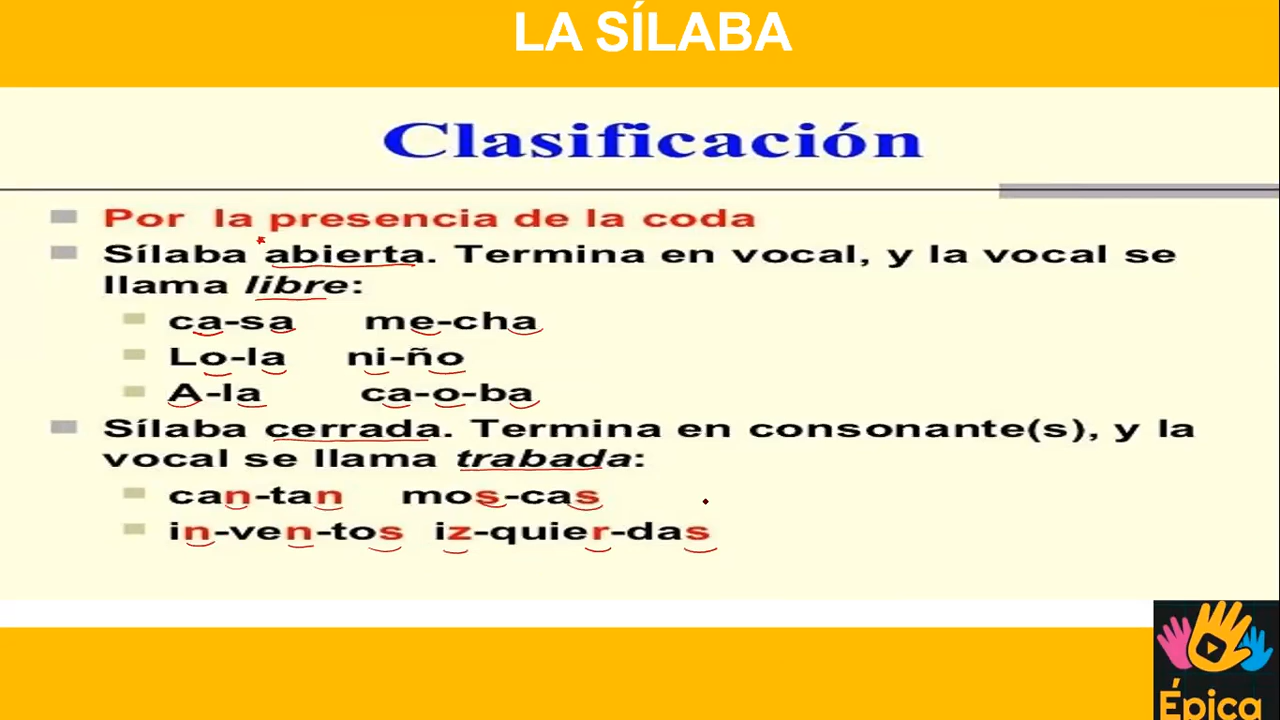 LA SÍLABA
Clasificación
Por la presencia de la coda
Sílaba abierta. Termina en vocal, y la vocal se
llama libre:
ca-sa me-cha
Lo-la ni-ño
A-la ca-o-ba
Sílaba cerrada. Termina en consonante(s), y la
vocal se llama trabada:
can-tan mos-cas
in-ven-tos iz-quier-das
Épica